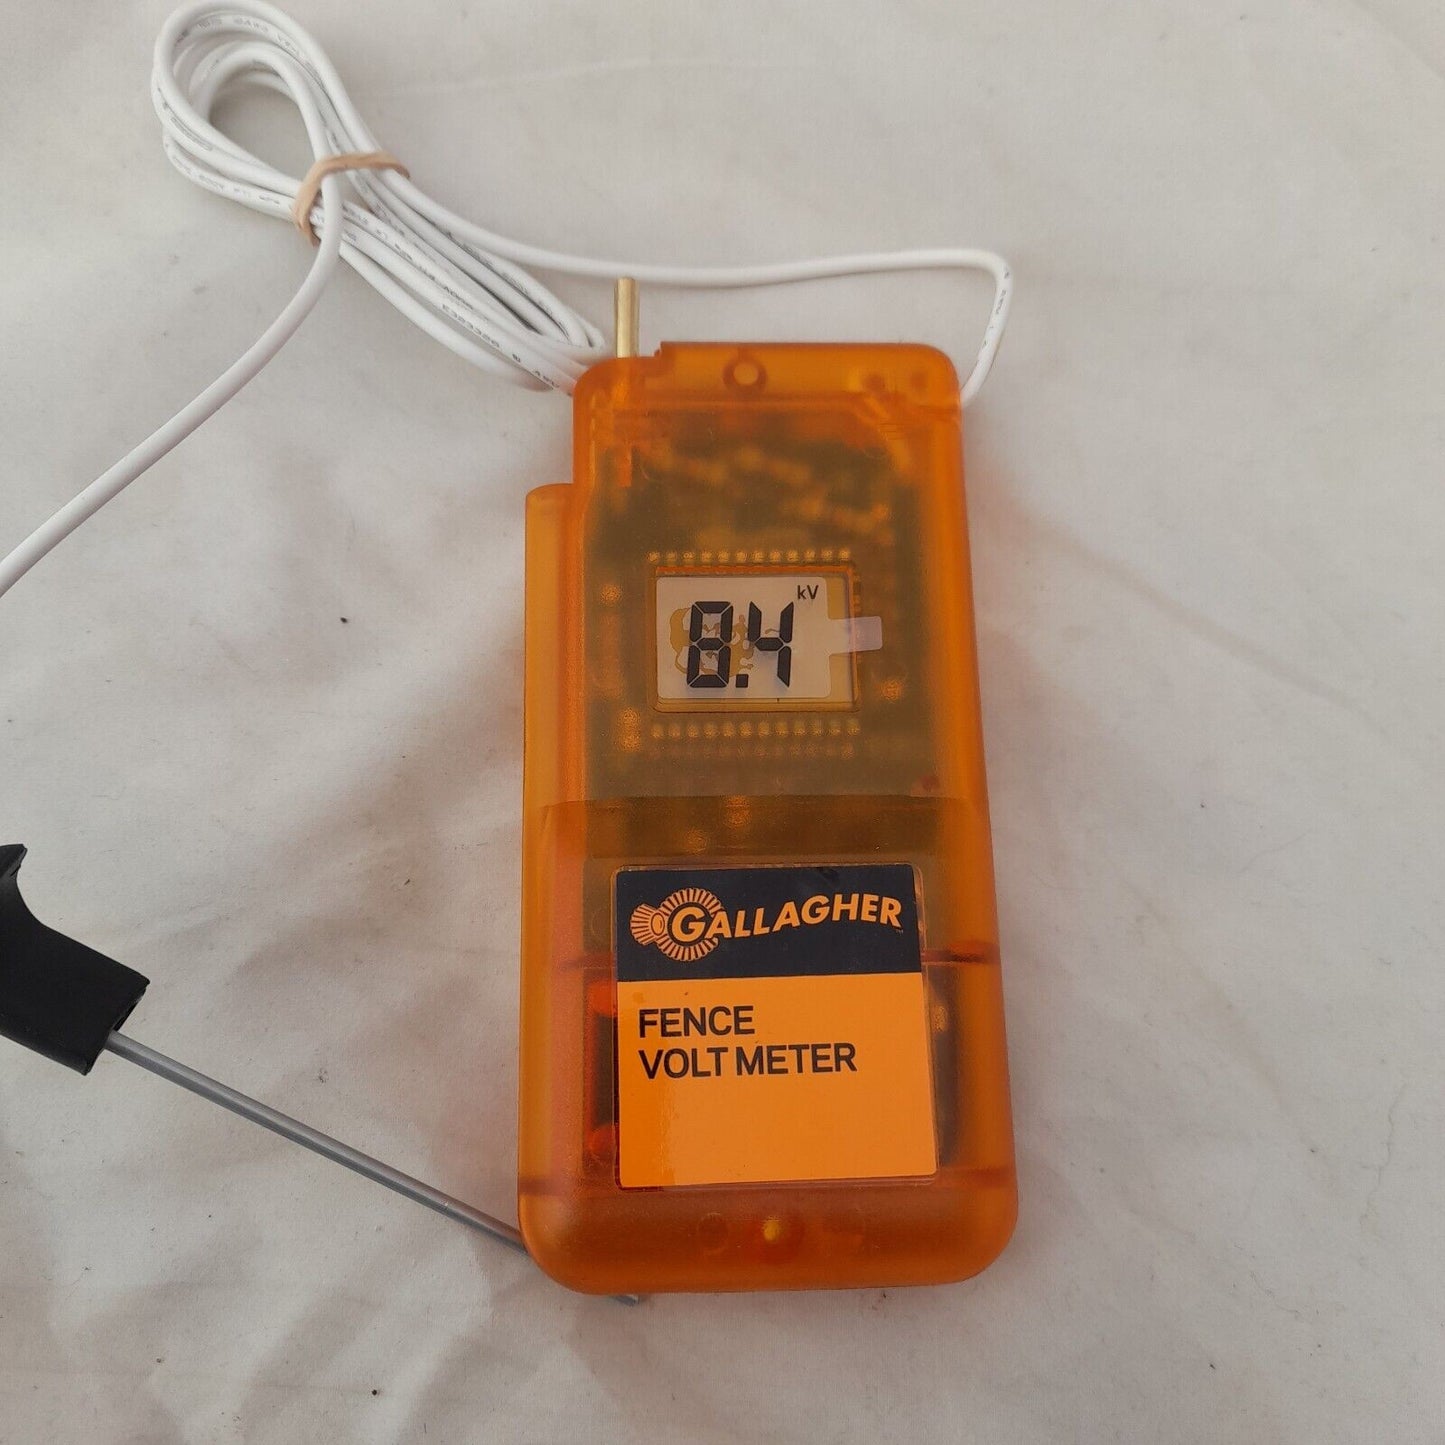 8.4 kV
GALLAGHER
FENCE
VOLT METER